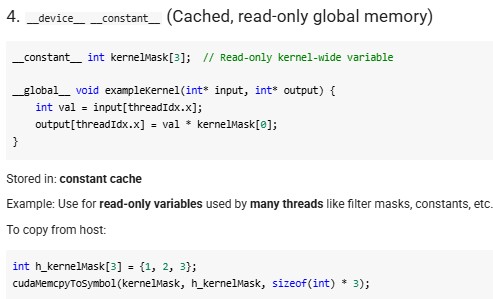 4. __device__ __constant__ (Cached, read-only global memory)
__constant__ int kernelMask[3];  // Read-only kernel-wide variable
__global__ void exampleKernel(int* input, int* output) {
    int val = input[threadIdx.x];
    output[threadIdx.x] = val * kernelMask[0];
}
Stored in: constant cache
Example: Use for read-only variables used by many threads like filter masks, constants, etc.
To copy from host:
int h_kernelMask[3] = {1, 2, 3};
cudaMemcpyToSymbol(kernelMask, h_kernelMask, sizeof(int) * 3);